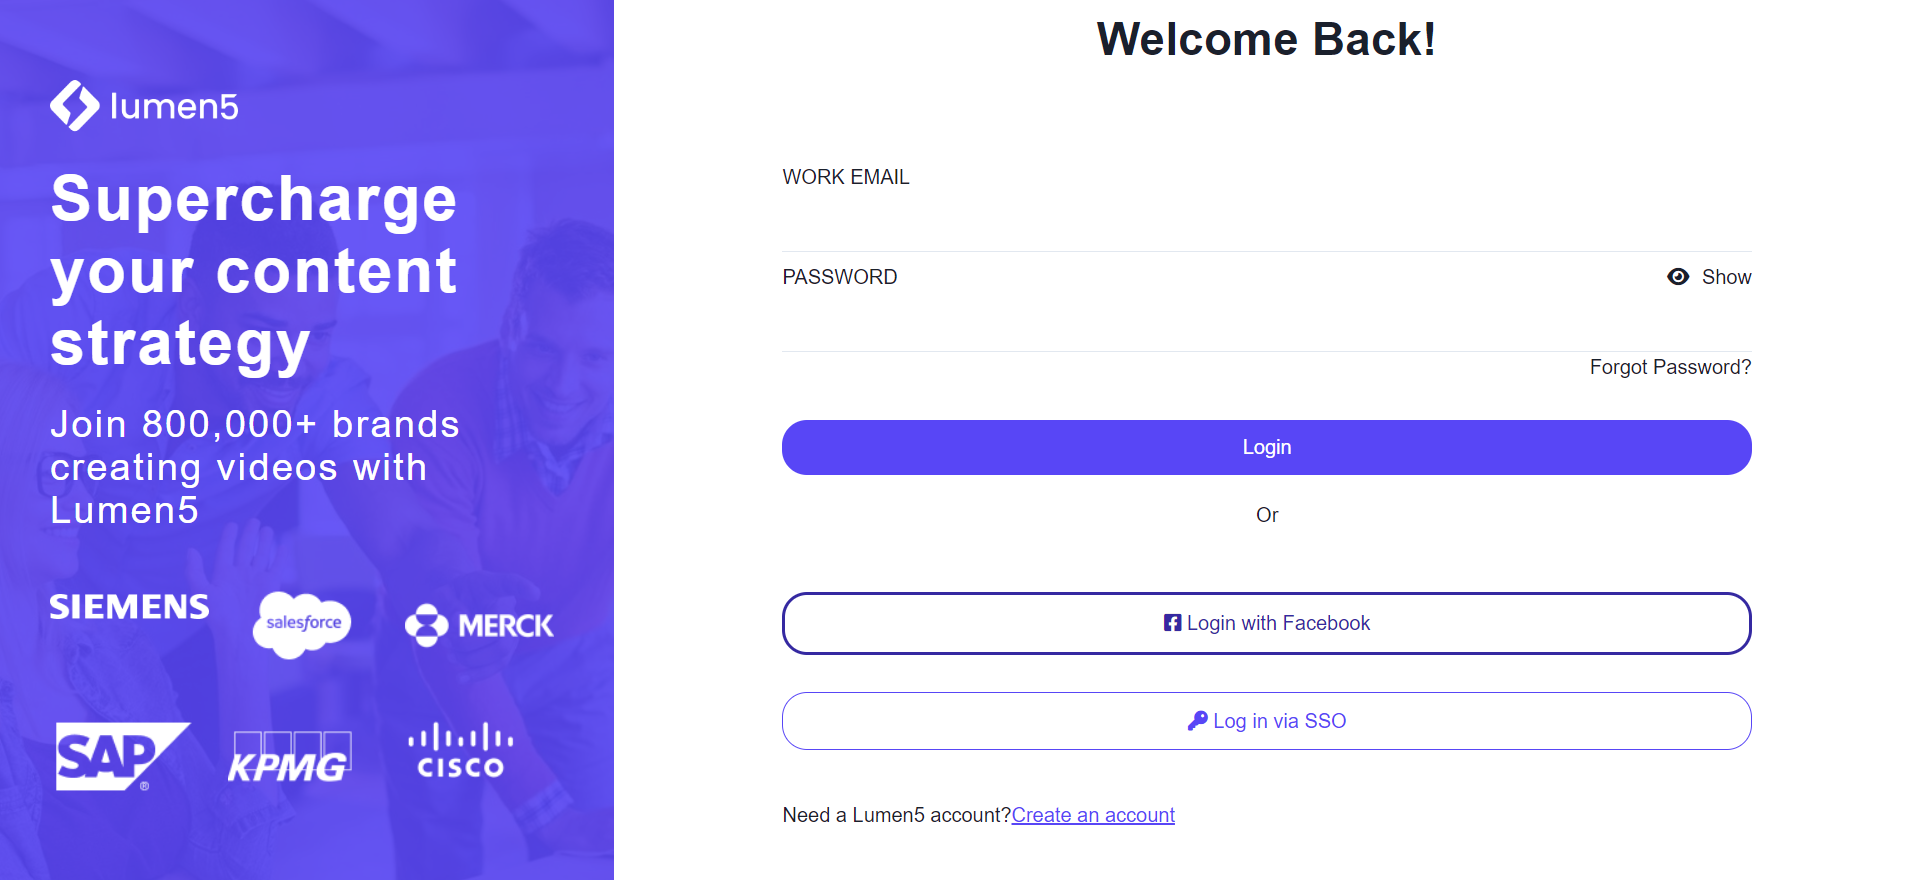 lumen5
Supercharge
your content
strategy
Join 800,000+ brands
creating videos with
Lumen5
SIEMENS
salesforce
MERCK
SAP®
KPMG
CISCO
Welcome Back!
WORK EMAIL
PASSWORD
Show
Forgot Password?
Login
Or
Login with Facebook
Log in via SSO
Need a Lumen5 account?Create an account